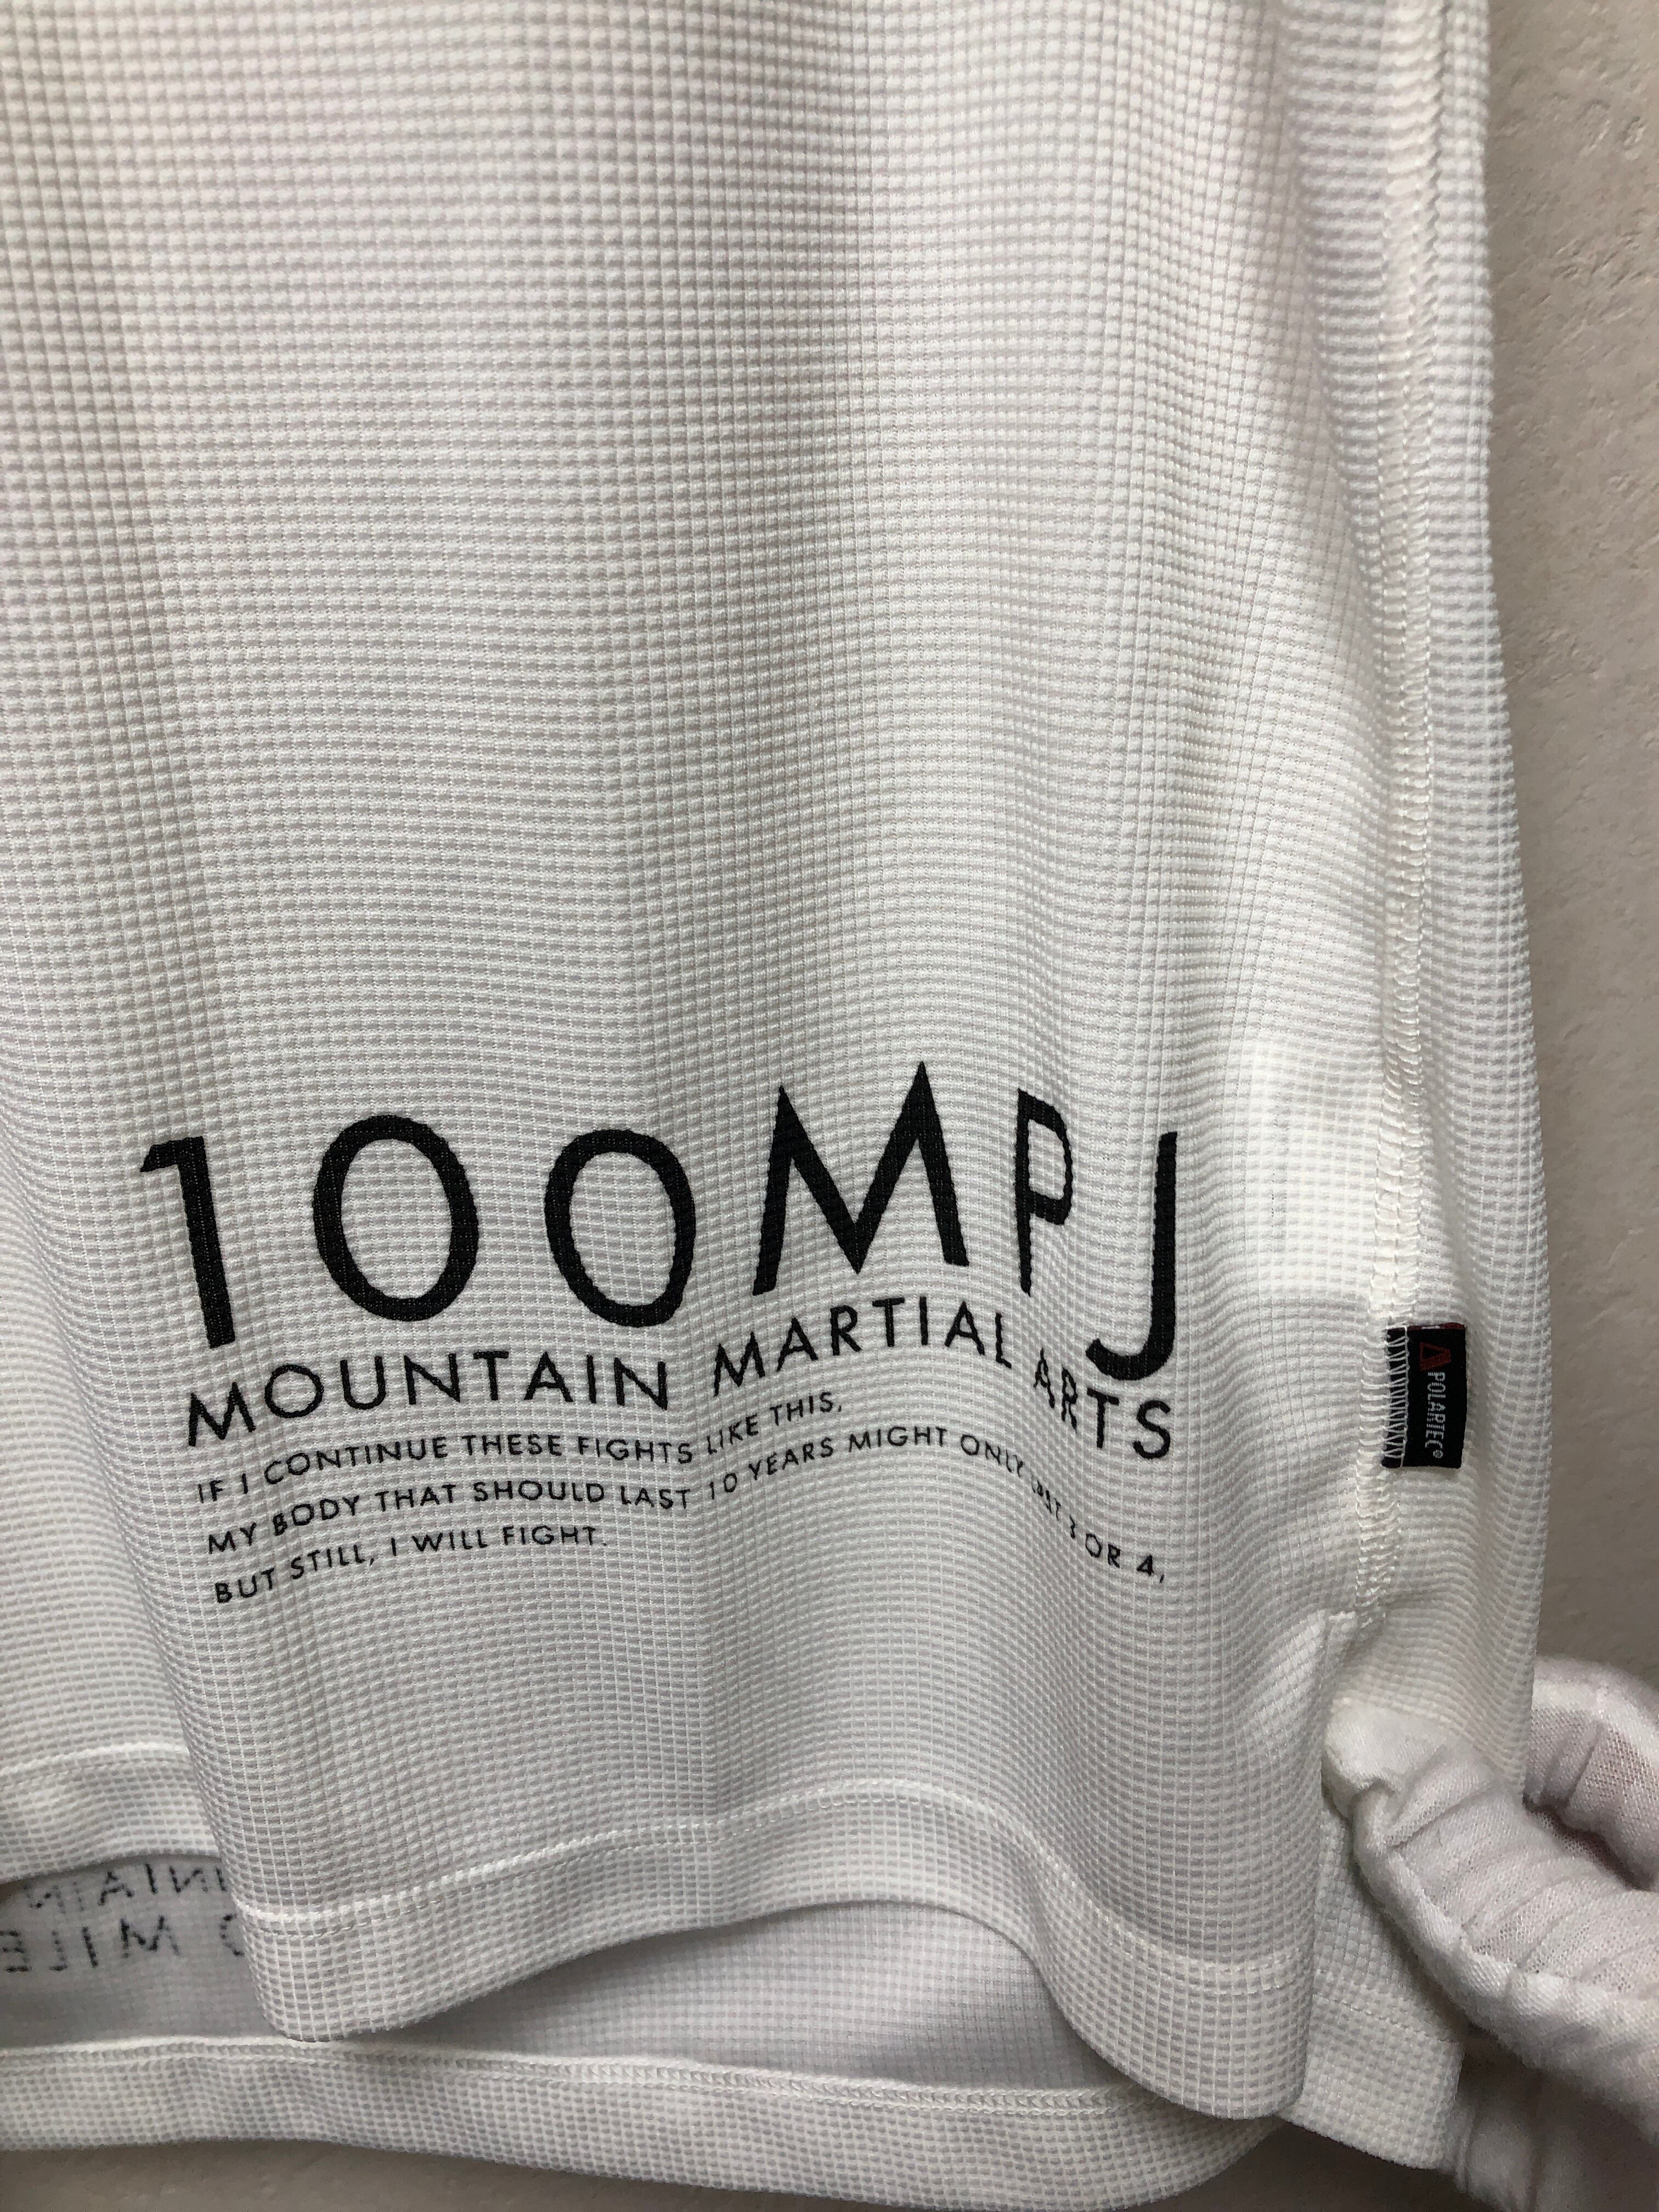 100MPJ
MOUNTAIN MARTIAL ARTS
IF I CONTINUE THESE FIGHTS LIKE THIS,
MY BODY THAT SHOULD LAST 10 YEARS MIGHT ONLY LAST 3 OR 4,
BUT STILL, I WILL FIGHT.
POLARTEC®
MILE